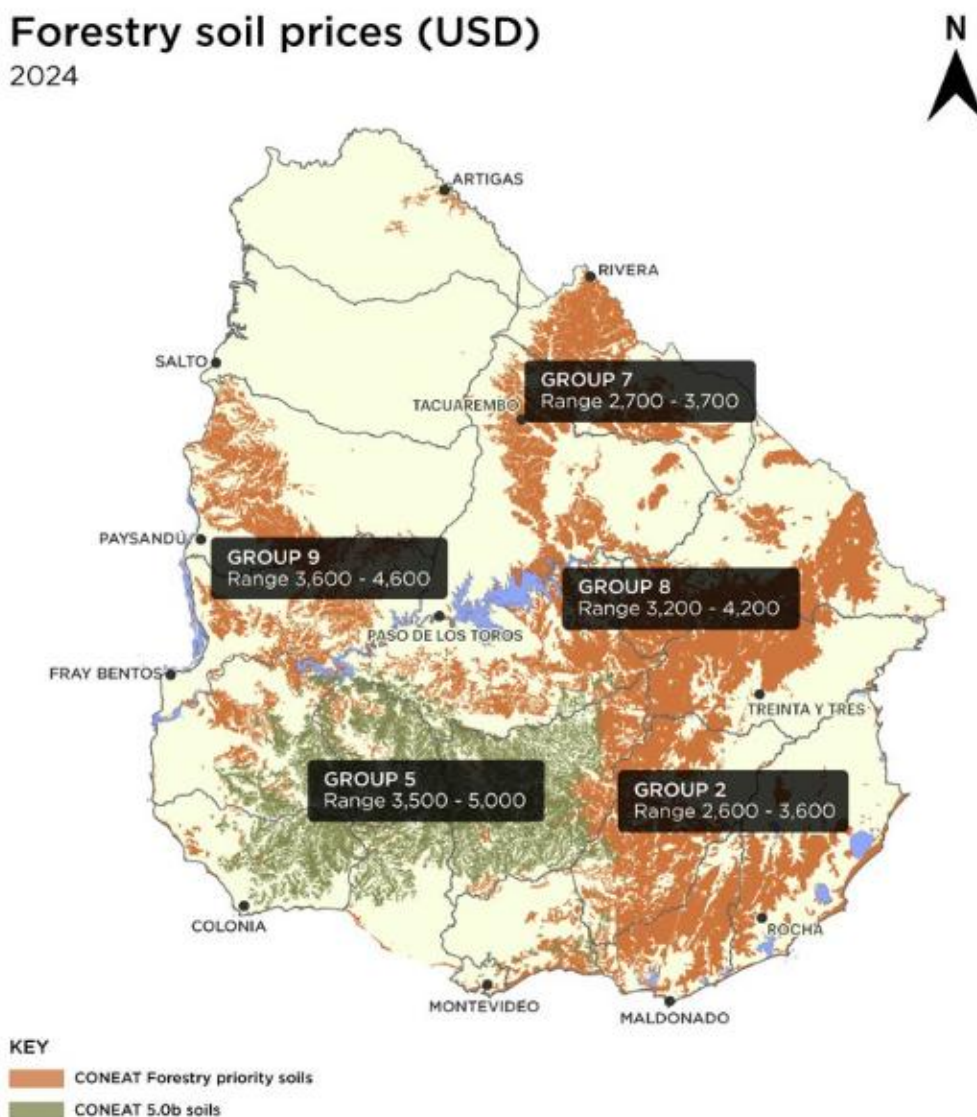 Forestry soil prices (USD)
2024
N
ARTIGAS
RIVERA
SALTO
GROUP 7
Range 2,700 - 3,700
TACUAREMBO
PAYSANDÚ
GROUP 9
Range 3,600 - 4,600
GROUP 8
Range 3,200 - 4,200
PASO DE LOS TOROS
FRAY BENTOS
TREINTA Y TRES
GROUP 5
Range 3,500 - 5,000
GROUP 2
Range 2,600 - 3,600
COLONIA
ROCHA
MONTEVIDEO
MALDONADO
KEY
CONEAT Forestry priority soils
CONEAT 5.0b soils